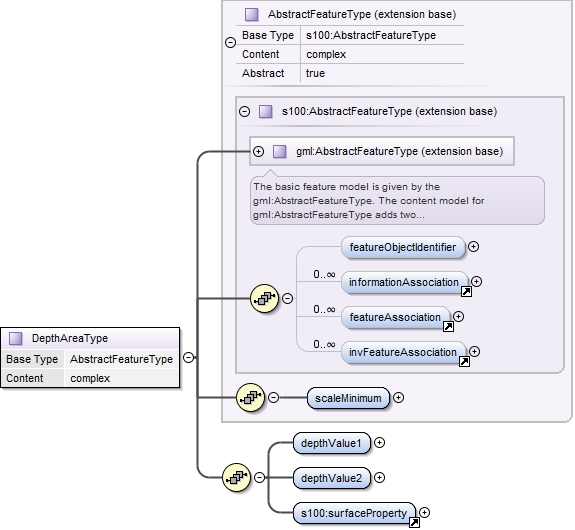 AbstractFeatureType (extension base)
Base Type s100:AbstractFeatureType
Content complex
Abstract true
s100:AbstractFeatureType (extension base)
gml:AbstractFeatureType (extension base)
The basic feature model is given by the
gml:AbstractFeatureType. The content model for
gml:AbstractFeatureType adds two...
featureObjectIdentifier
0..∞ informationAssociation
0..∞ featureAssociation
0..∞ invFeatureAssociation
DepthAreaType
Base Type AbstractFeatureType
Content complex
scaleMinimum
depthValue1
depthValue2
s100:surfaceProperty